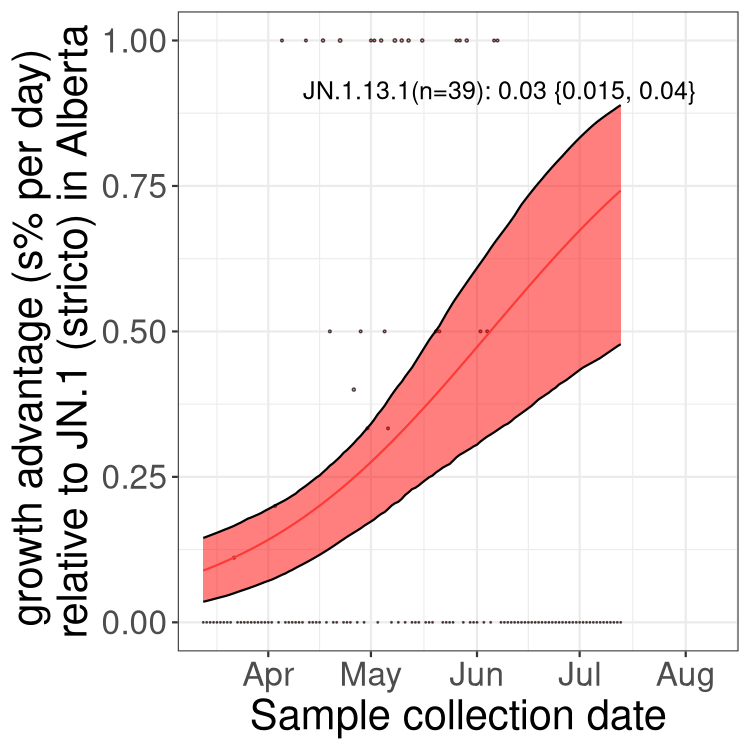 growth advantage (s% per day)
relative to JN.1 (stricto) in Alberta
1.00
JN.1.13.1(n=39): 0.03 {0.015, 0.04}
0.75
0.50
0.25
0.00
Apr May Jun Jul Aug
Sample collection date